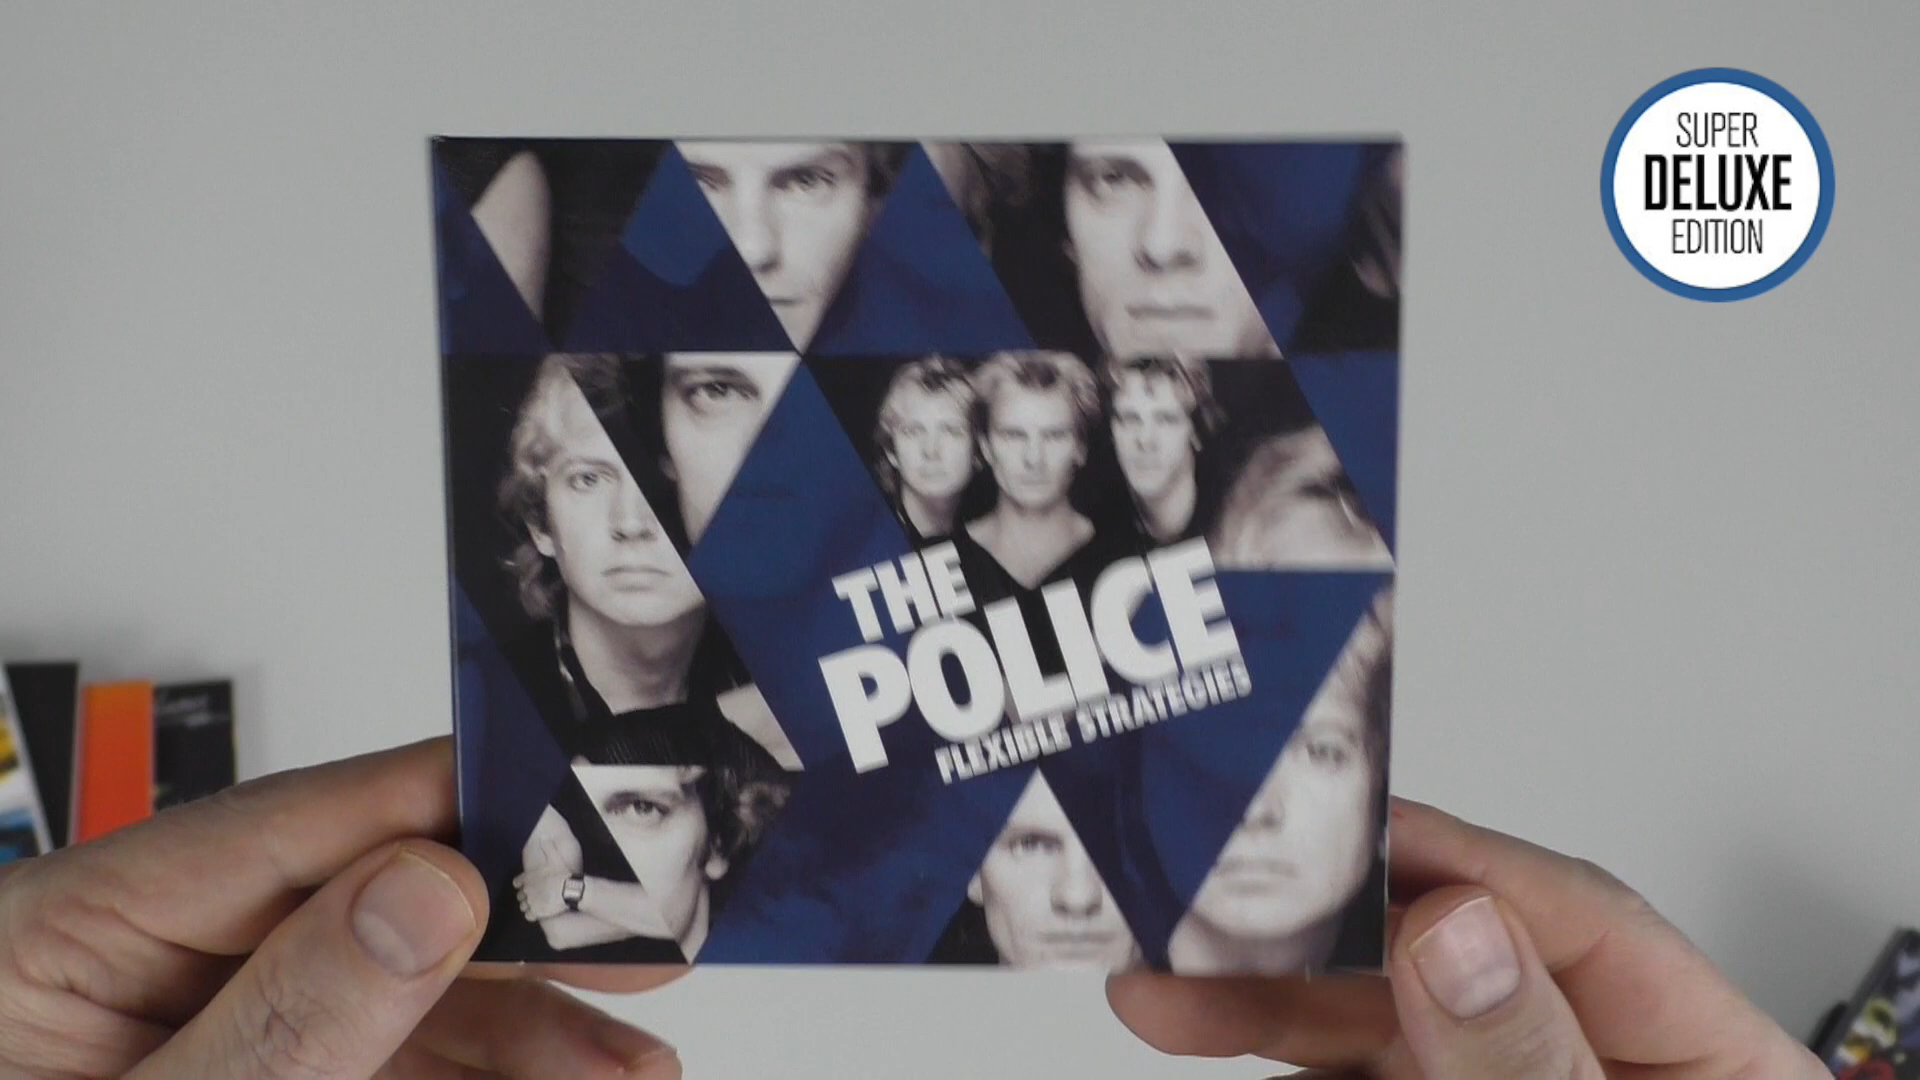 SUPER
DELUXE
EDITION
THE
POLICE
FLEXIBLE STRATEGIES